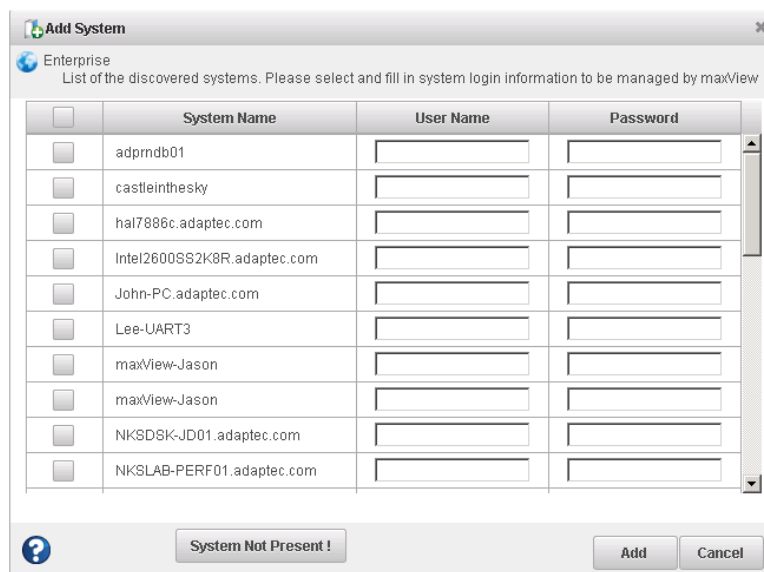 Add System
Enterprise
List of the discovered systems. Please select and fill in system login information to be managed by maxView
System Name User Name Password
adprndb01
castleinthesky
hal7886c.adaptec.com
Intel2600SS2K8R.adaptec.com
John-PC.adaptec.com
Lee-UART3
maxView-Jason
maxView-Jason
NKSDSK-JD01.adaptec.com
NKSLAB-PERF01.adaptec.com
System Not Present ! Add Cancel